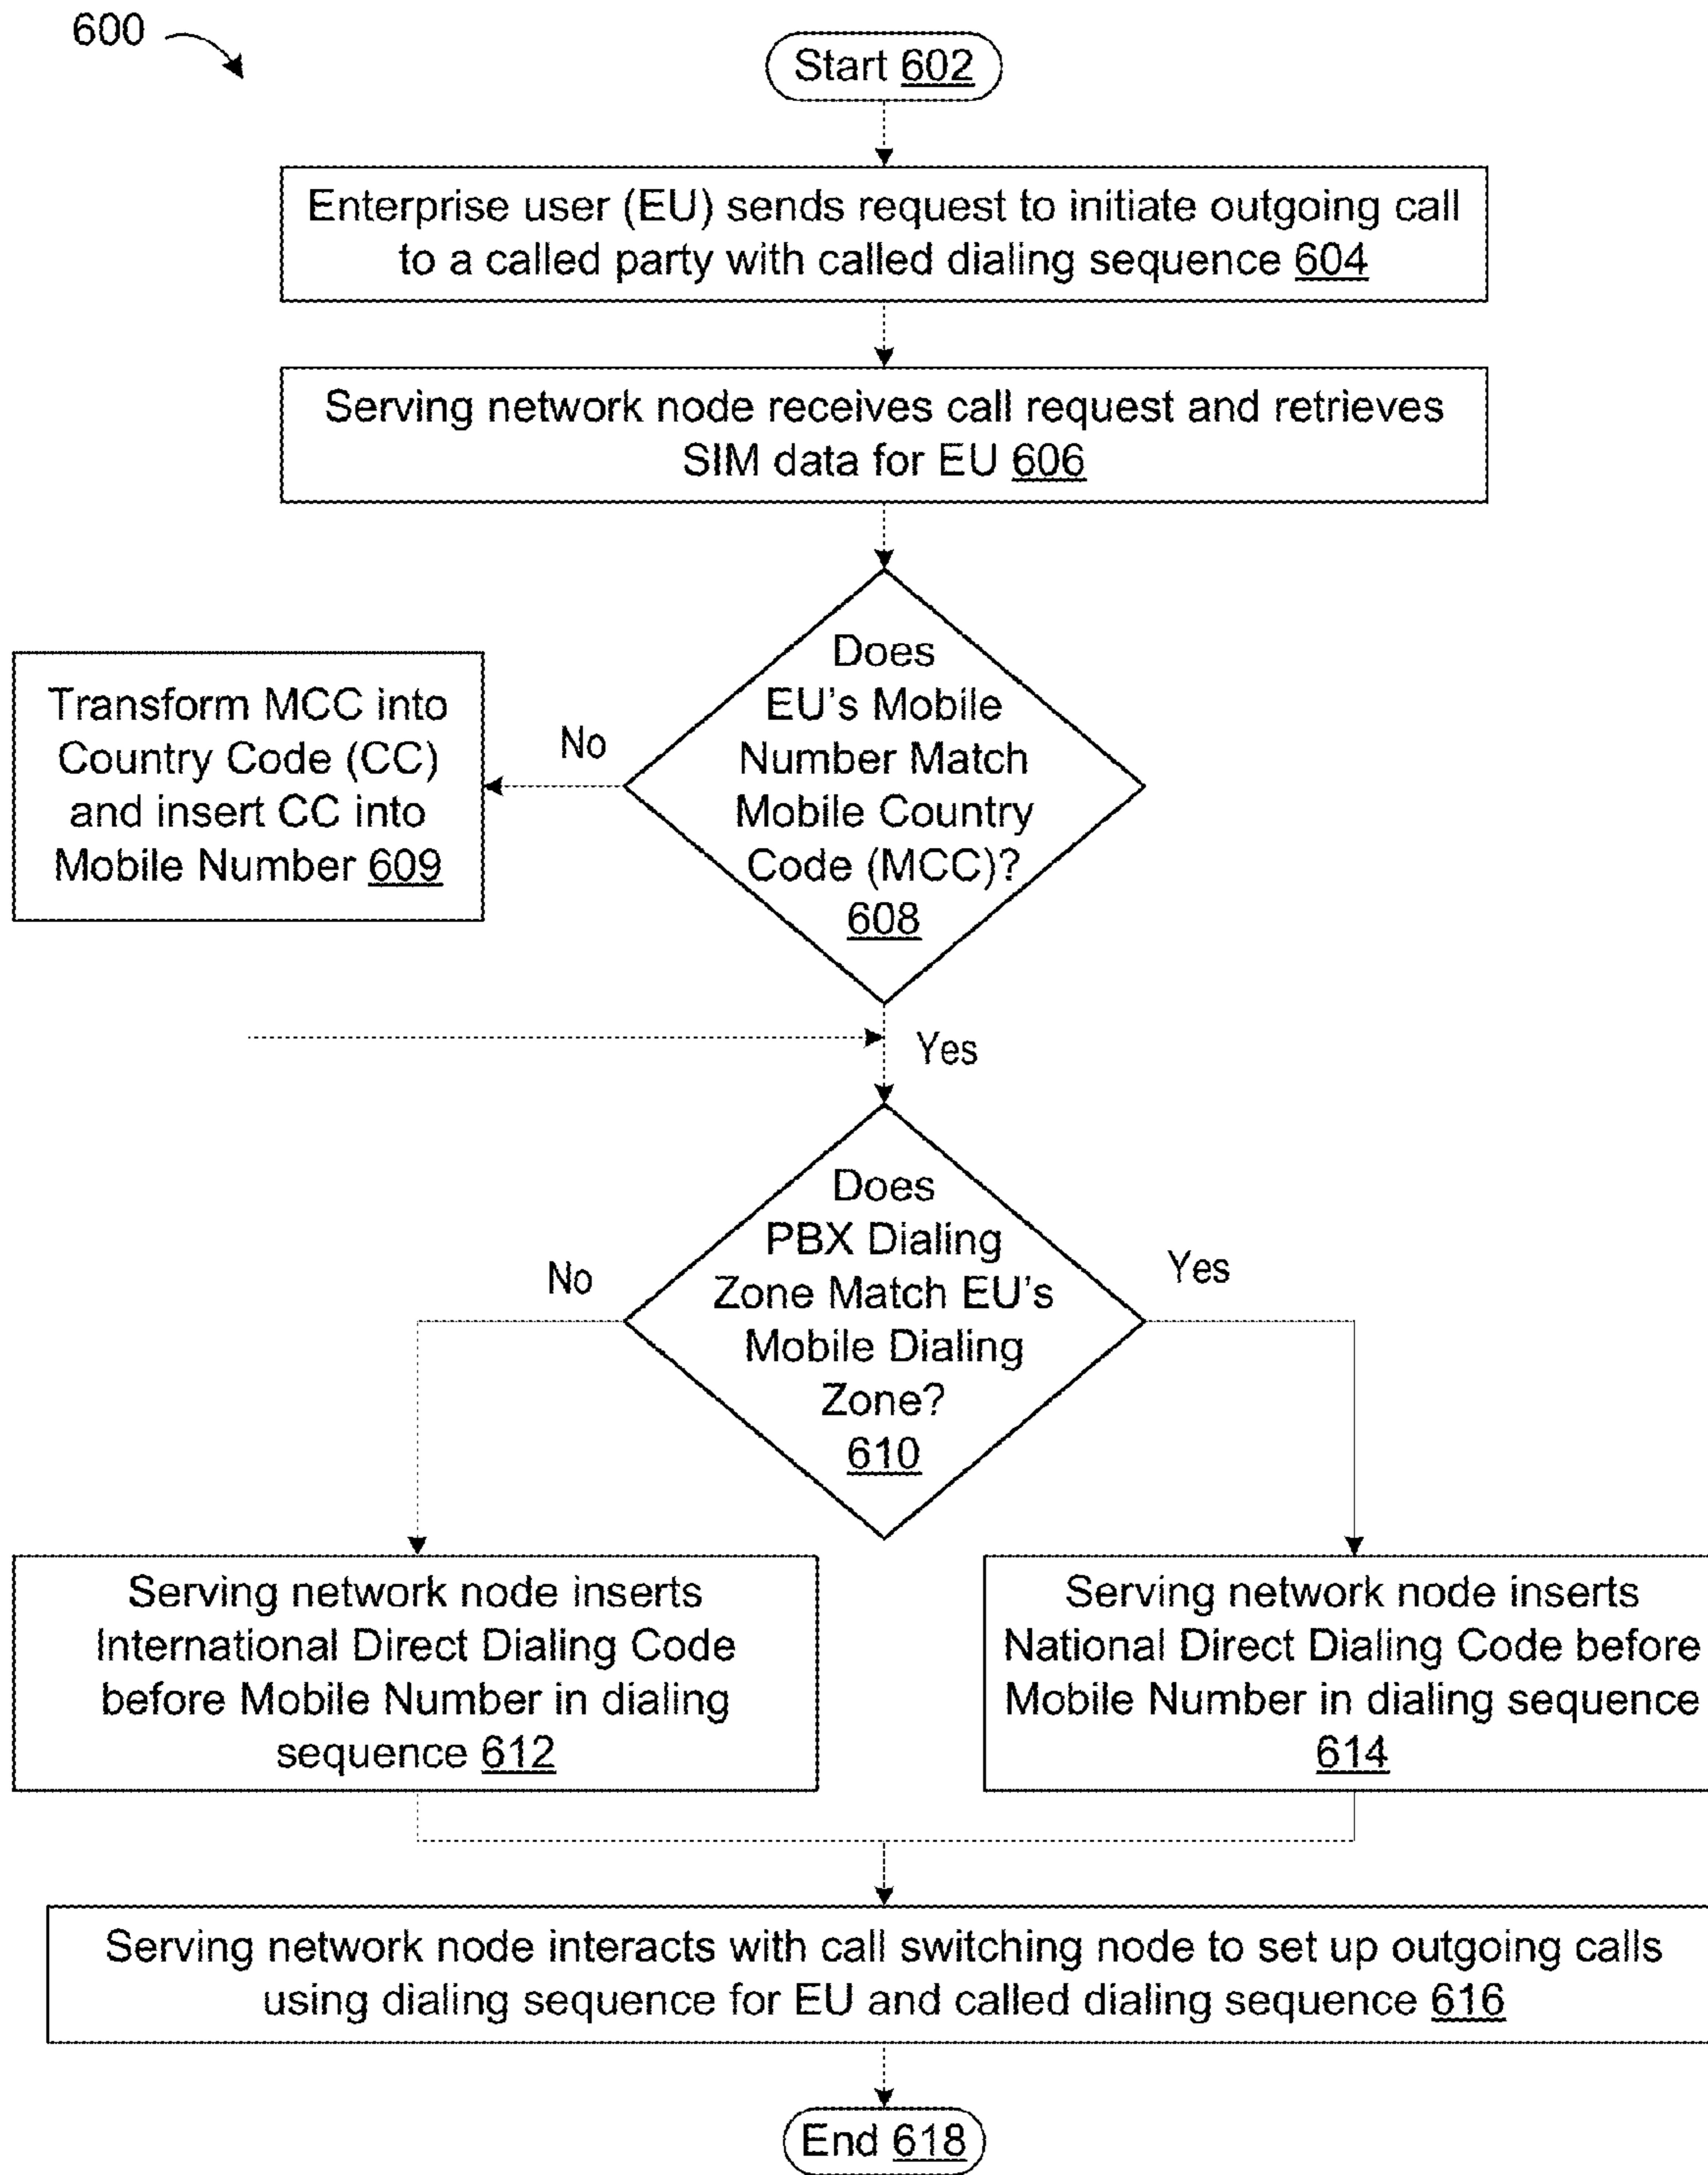 600
Start 602
Enterprise user (EU) sends request to initiate outgoing call
to a called party with called dialing sequence 604
Serving network node receives call request and retrieves
SIM data for EU 606
Does
EU's Mobile
Number Match
Mobile Country
Code (MCC)?
608
No
Transform MCC into
Country Code (CC)
and insert CC into
Mobile Number 609
Yes
Does
PBX Dialing
Zone Match EU's
Mobile Dialing
Zone?
610
No
Yes
Serving network node inserts
International Direct Dialing Code
before Mobile Number in dialing
sequence 612
Serving network node inserts
National Direct Dialing Code before
Mobile Number in dialing sequence
614
Serving network node interacts with call switching node to set up outgoing calls
using dialing sequence for EU and called dialing sequence 616
End 618